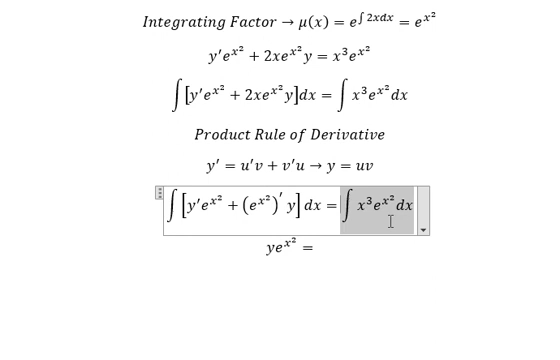 Integrating Factor → μ(x) = e^{∫ 2xdx} = e^{x²}
y′e^{x²} + 2xe^{x²}y = x³e^{x²}
∫[y′e^{x²} + 2xe^{x²}y]dx = ∫ x³e^{x²}dx
Product Rule of Derivative
y′ = u′v + v′u → y = uv
∫[y′e^{x²} + (e^{x²})′ y] dx = ∫ x³e^{x²}dx
ye^{x²} =